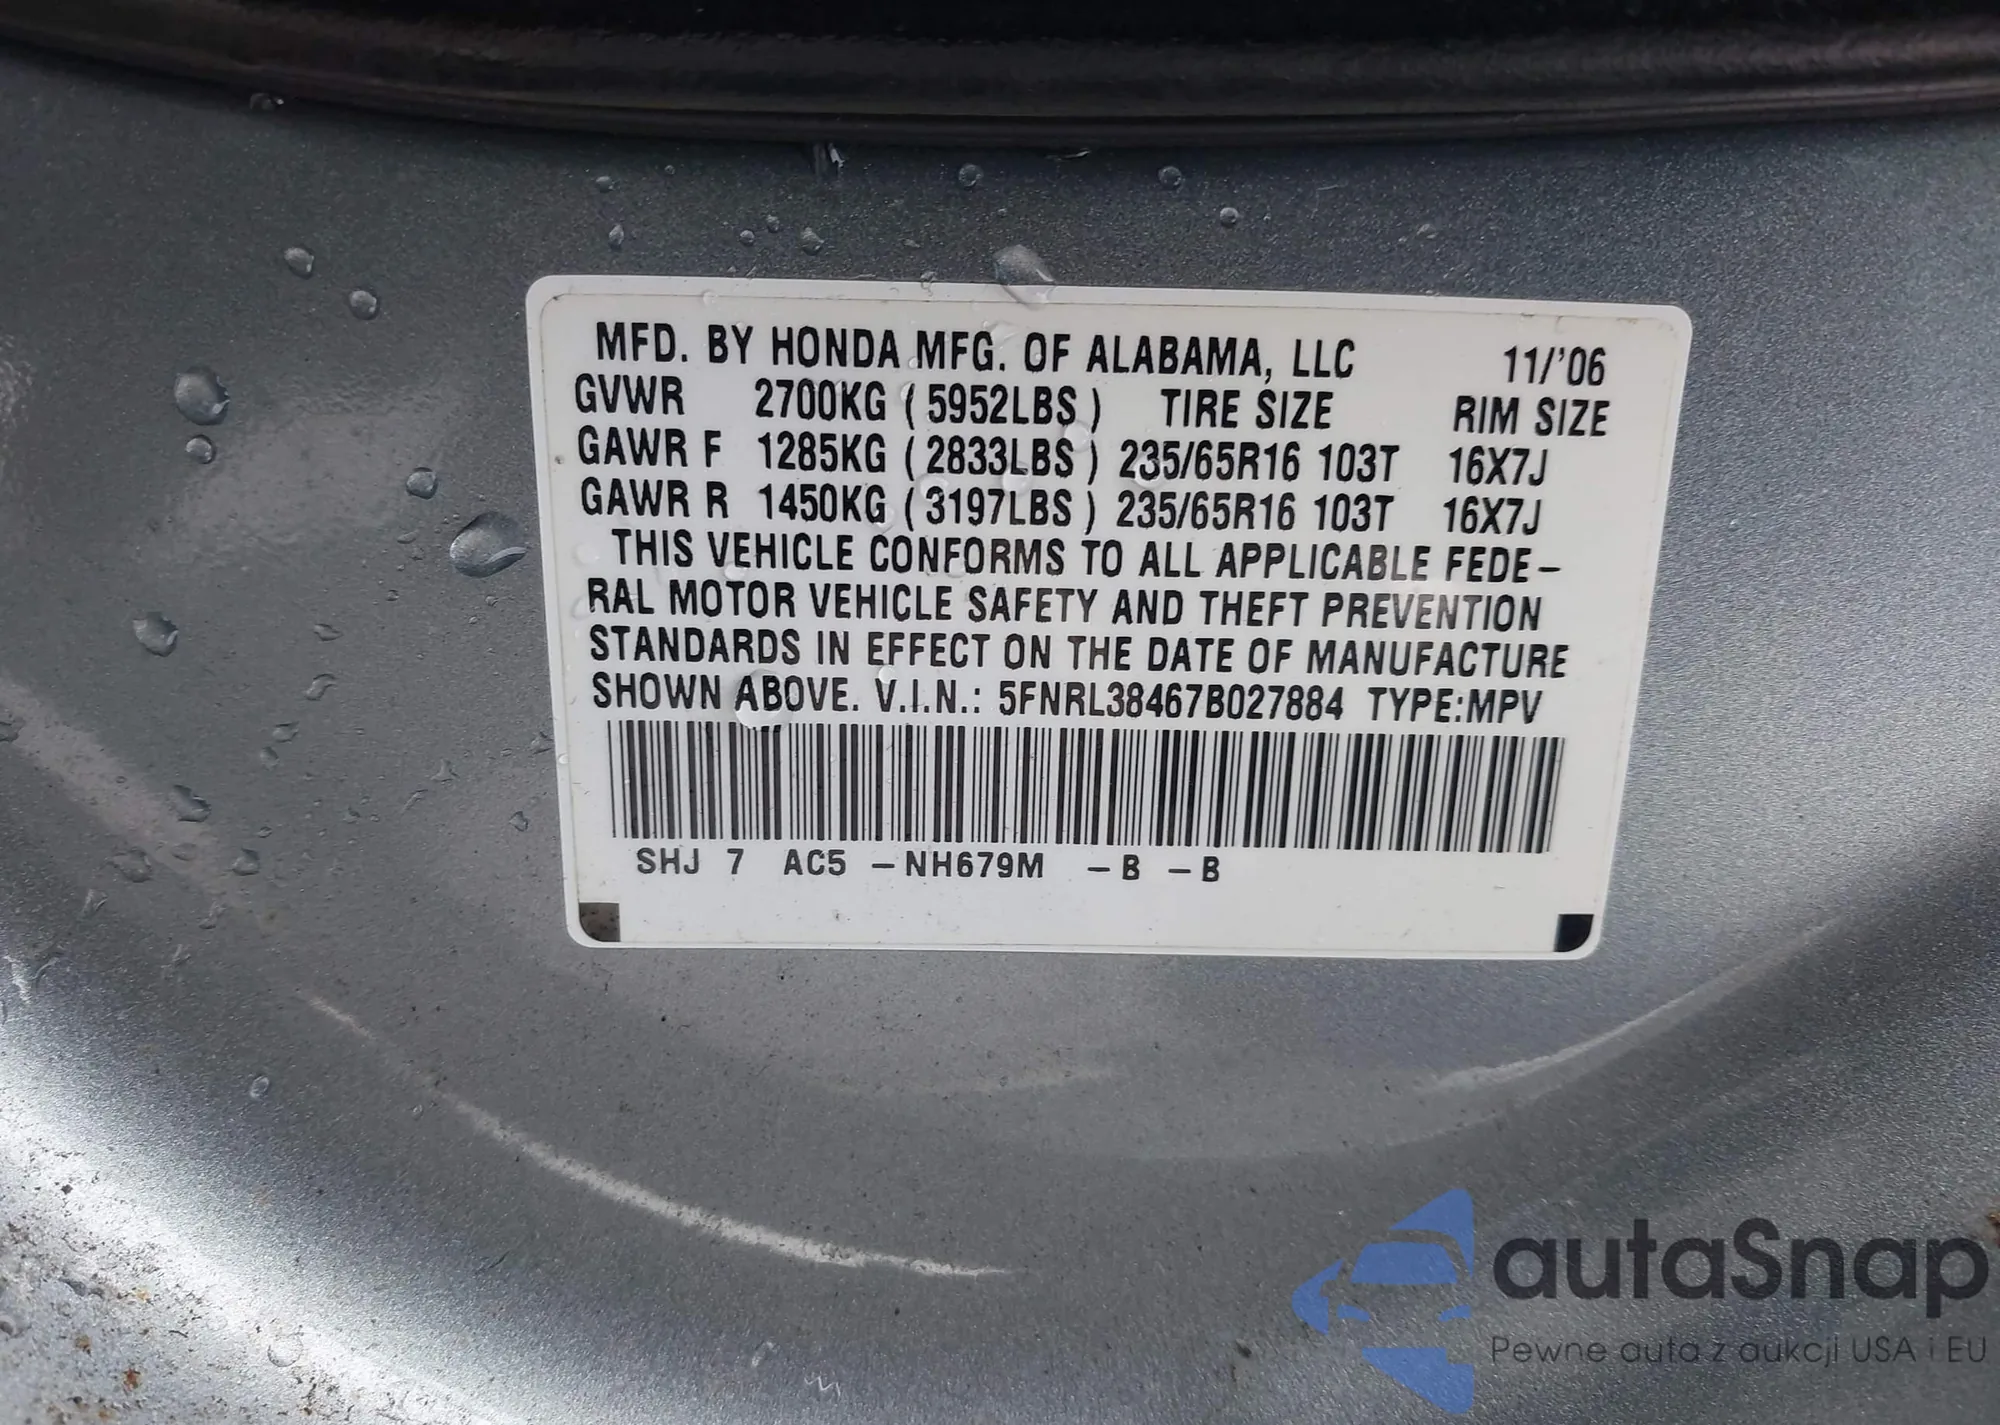 MFD. BY HONDA MFG. OF ALABAMA, LLC 11/'06
GVWR 2700KG (5952LBS) TIRE SIZE RIM SIZE
GAWR F 1285KG (2833LBS) 235/65R16 103T 16X7J
GAWR R 1450KG (3197LBS) 235/65R16 103T 16X7J
THIS VEHICLE CONFORMS TO ALL APPLICABLE FEDE-
RAL MOTOR VEHICLE SAFETY AND THEFT PREVENTION
STANDARDS IN EFFECT ON THE DATE OF MANUFACTURE
SHOWN ABOVE. V.I.N.: 5FNRL38467B027884 TYPE:MPV
SHJ 7 AC5 -NH679M -B -B
autaSnap
Pewne auta z aukcji USA i EU